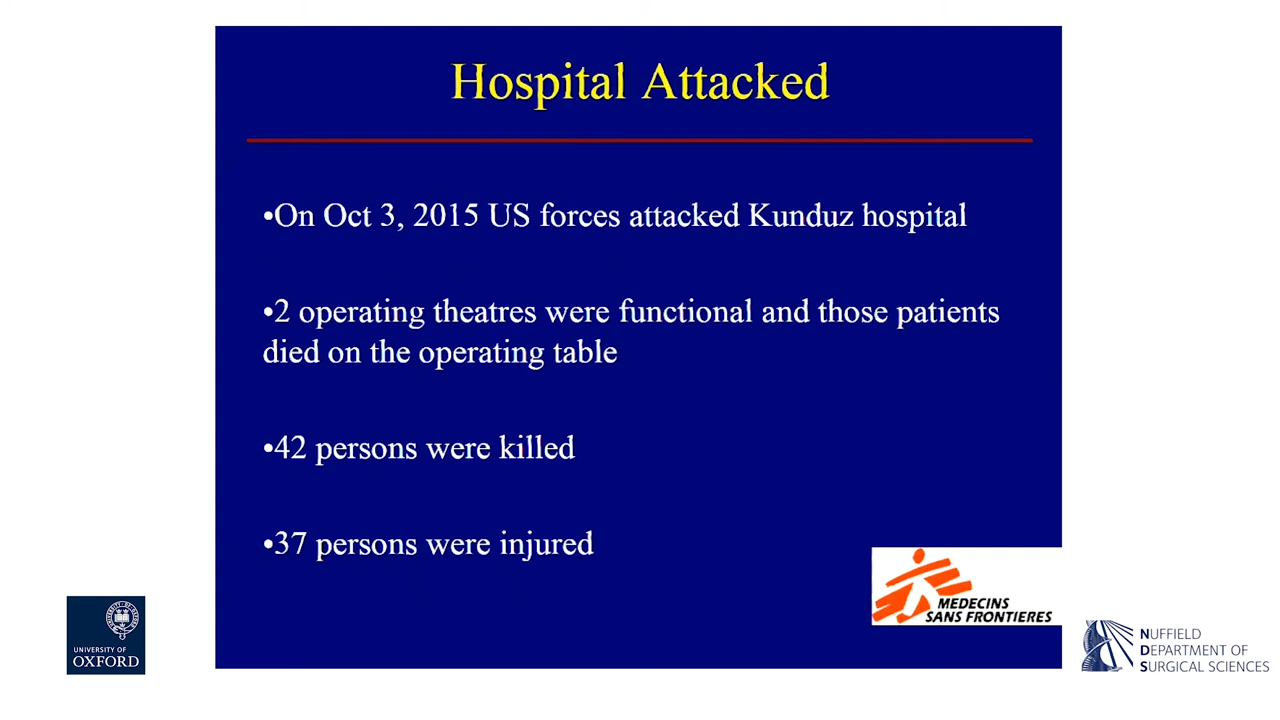 Hospital Attacked
•On Oct 3, 2015 US forces attacked Kunduz hospital
•2 operating theatres were functional and those patients
died on the operating table
•42 persons were killed
•37 persons were injured
MEDECINS
SANS FRONTIERES
UNIVERSITY OF
OXFORD
NUFFIELD
DEPARTMENT OF
SURGICAL SCIENCES